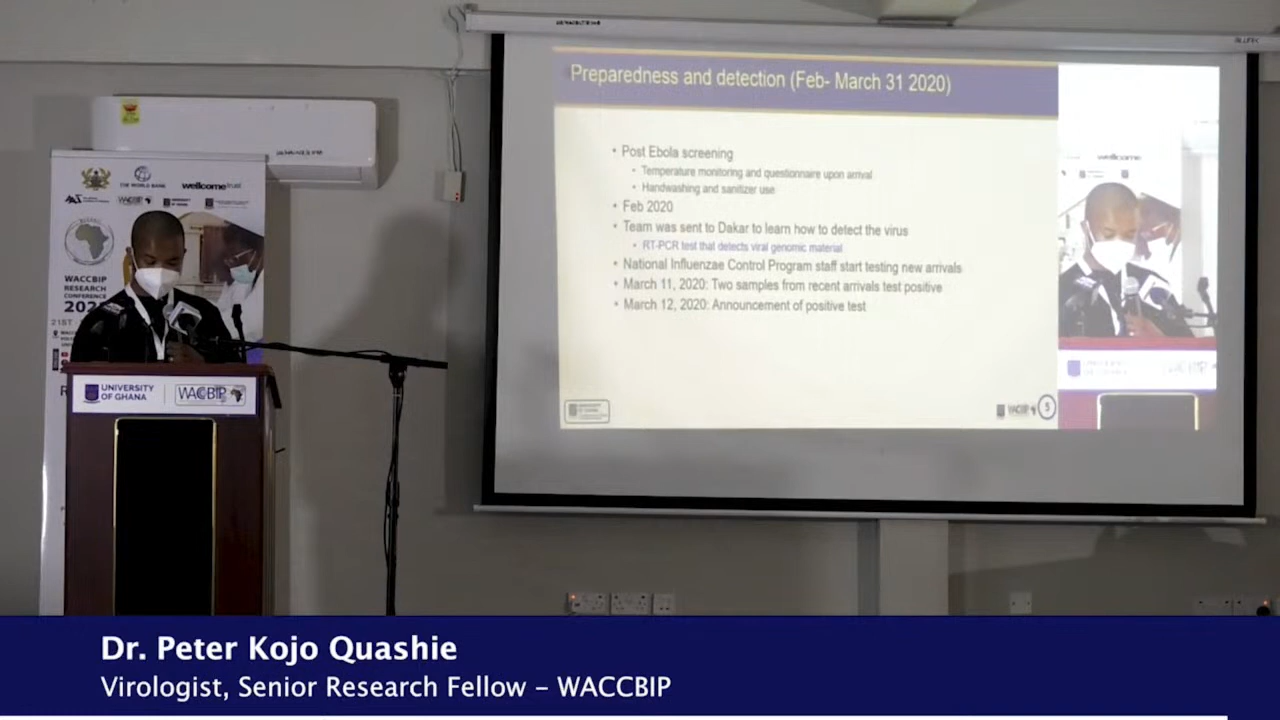 Preparedness and detection (Feb- March 31 2020)
• Post Ebola screening
• Temperature monitoring and questionnaire upon arrival
• Handwashing and sanitizer use
• Feb 2020
• Team was sent to Dakar to learn how to detect the virus
• RT-PCR test that detects viral genomic material
• National Influenzae Control Program staff start testing new arrivals
• March 11, 2020: Two samples from recent arrivals test positive
• March 12, 2020: Announcement of positive test
WACCBIP
5
THE WORLD BANK
wellcome trust
WACCBIP
WACCBIP
RESEARCH
CONFERENCE
21ST
UNIVERSITY
OF GHANA
WACCBIP
Dr. Peter Kojo Quashie
Virologist, Senior Research Fellow – WACCBIP